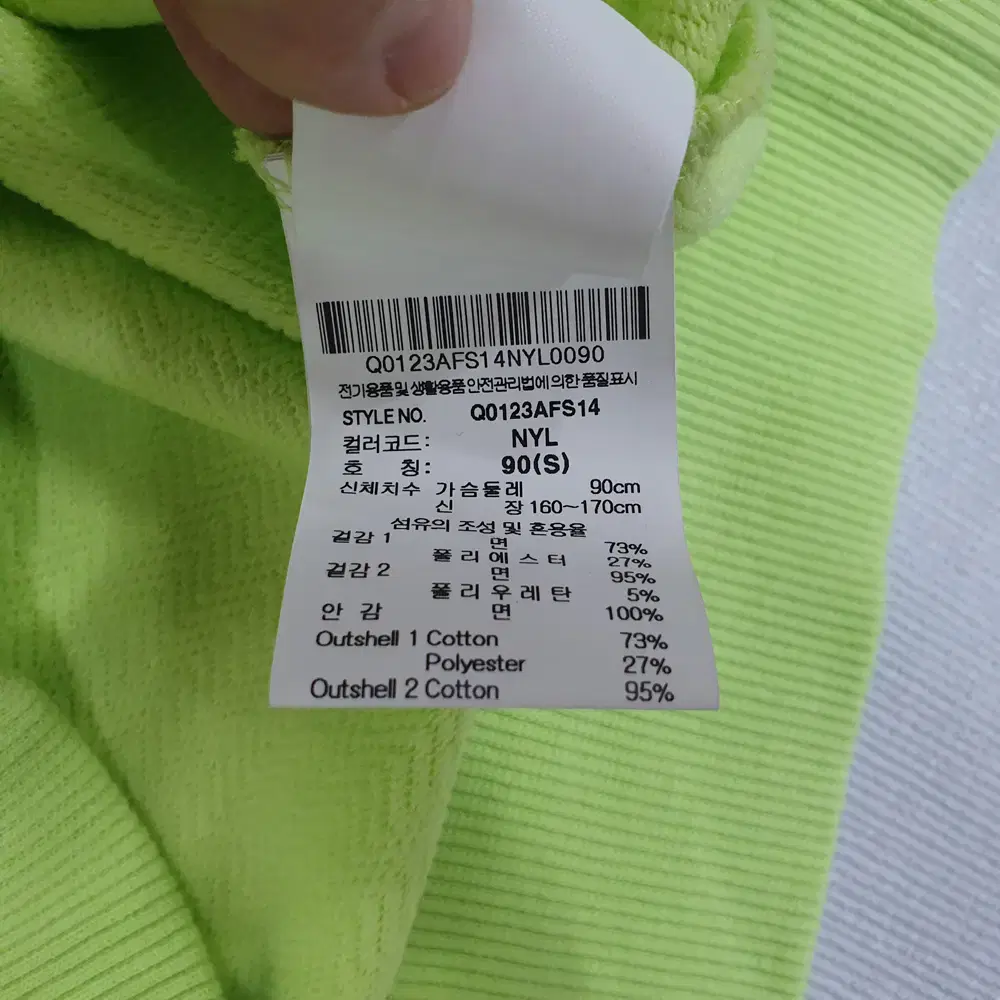 Q0123AFS14NYL0090
전기용품 및 생활용품 안전관리법에 의한 품질표시
STYLE NO. Q0123AFS14
컬러코드: NYL
호 칭: 90(S)
신체치수 가슴둘레 90cm
신 장 160~170cm
섬유의 조성 및 혼용율
겉감 1 면 73%
폴리에스터 27%
겉감 2 면 95%
폴리우레탄 5%
안 감 면 100%
Outshell 1 Cotton 73%
Polyester 27%
Outshell 2 Cotton 95%